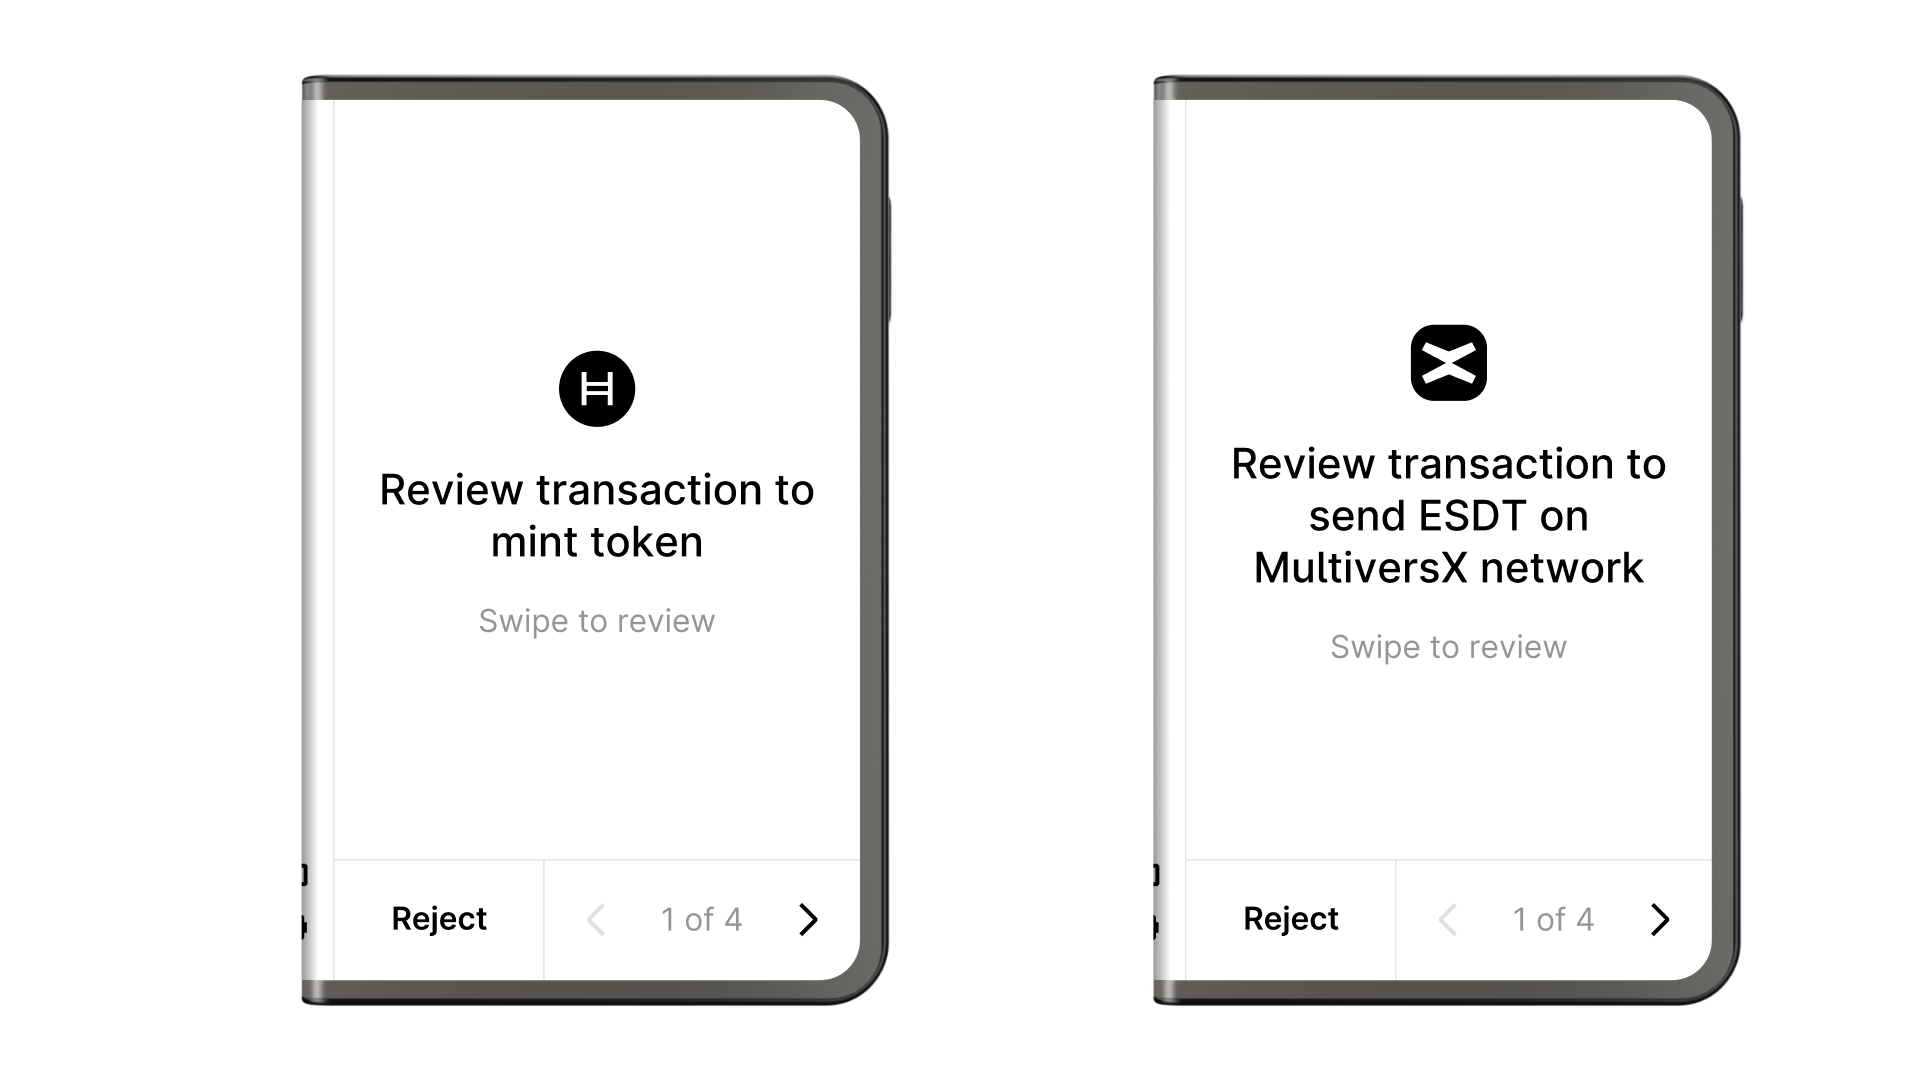 Review transaction to
mint token
Swipe to review
Reject
1 of 4
Review transaction to
send ESDT on
MultiversX network
Swipe to review
Reject
1 of 4